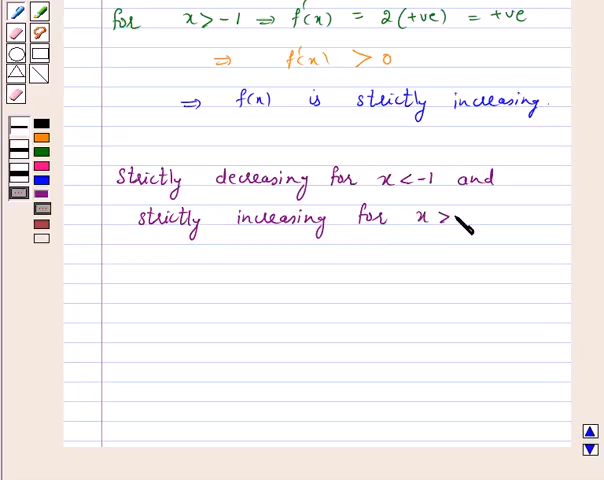 for x > -1 ⇒ f'(x) = 2 (+ve) = +ve
⇒ f'(x) > 0
⇒ f(x) is strictly increasing.
Strictly decreasing for x < -1 and
strictly increasing for x >